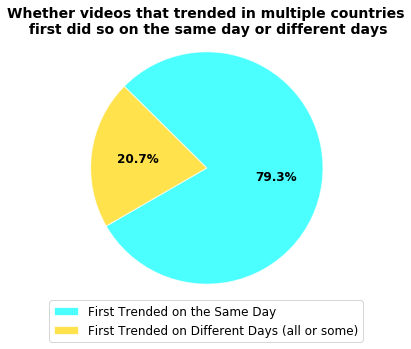 Whether videos that trended in multiple countries
first did so on the same day or different days
20.7%
79.3%
First Trended on the Same Day
First Trended on Different Days (all or some)